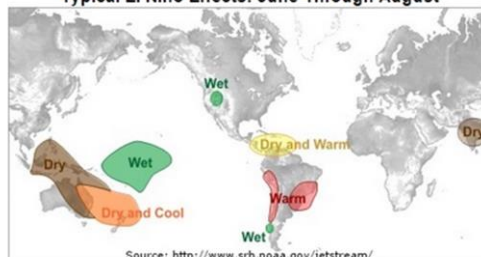 Typical El Niño Effects: June Through August
Wet
Dry and Warm
Dry
Dry
Wet
Warm
Dry and Cool
Wet
Source: http://www.srh.noaa.gov/jetstream/...